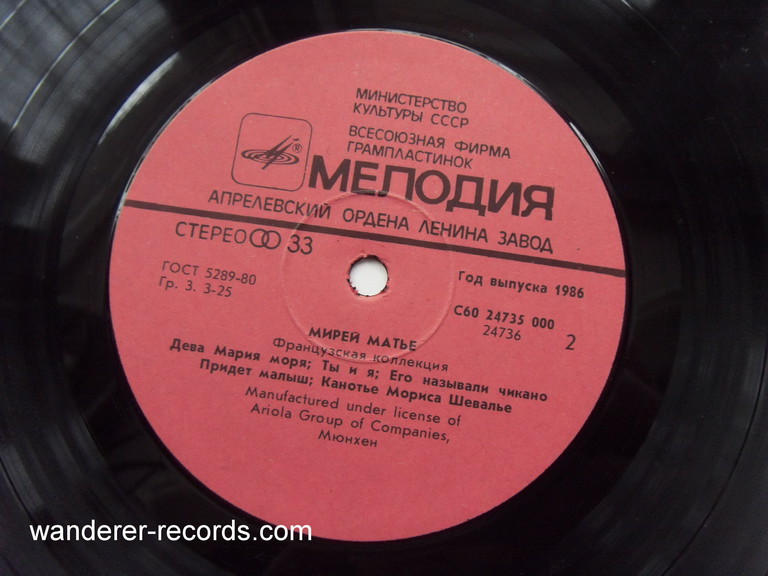 МИНИСТЕРСТВО
КУЛЬТУРЫ СССР
ВСЕСОЮЗНАЯ ФИРМА
ГРАМПЛАСТИНОК
®
МЕЛОДИЯ
АПРЕЛЕВСКИЙ ОРДЕНА ЛЕНИНА ЗАВОД
СТЕРЕО 33
ГОСТ 5289-80
Гр. 3. 3-25
Год выпуска 1986
С60 24735 000
24736
2
МИРЕЙ МАТЬЕ
Французская коллекция
Дева Мария моря; Ты и я; Его называли чикано
Придет малыш; Канотье Мориса Шевалье
Manufactured under license of
Ariola Group of Companies,
Мюнхен
wanderer-records.com